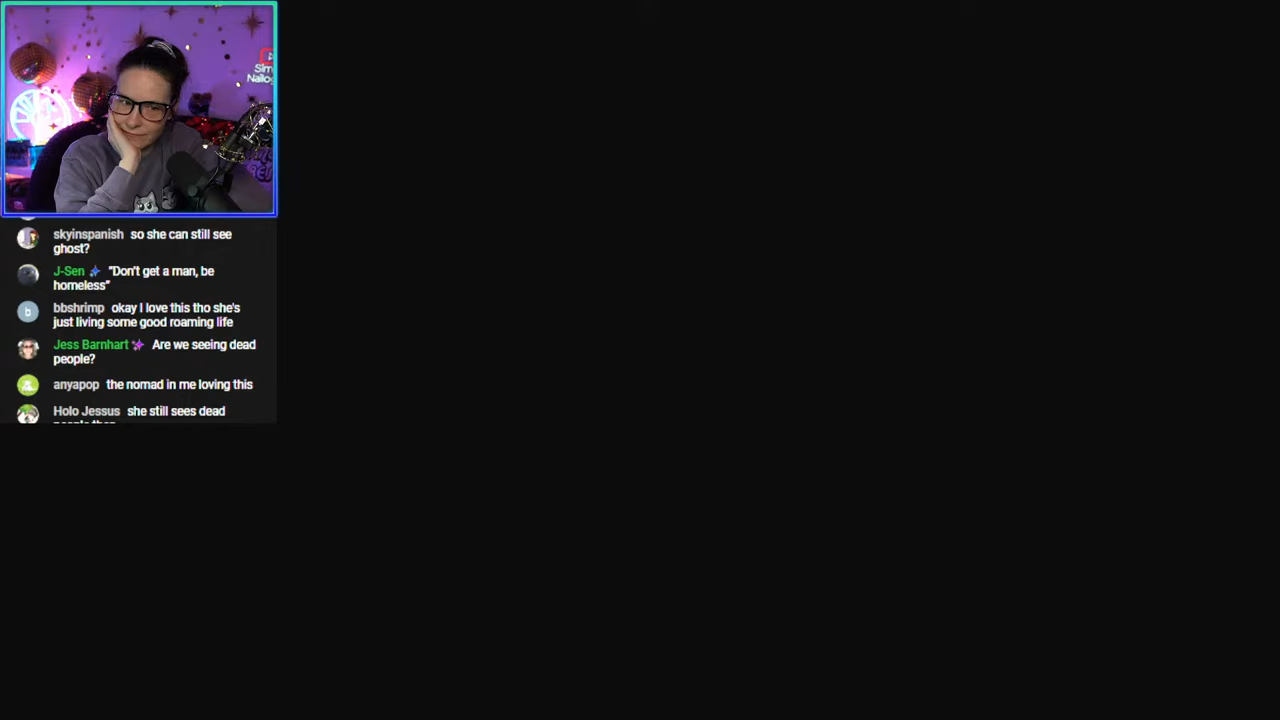 Sim
Nailog
skyinspanish so she can still see
ghost?
J-Sen "Don't get a man, be
homeless"
bbshrimp okay I love this tho she's
just living some good roaming life
Jess Barnhart Are we seeing dead
people?
anyapop the nomad in me loving this
Holo Jessus she still sees dead